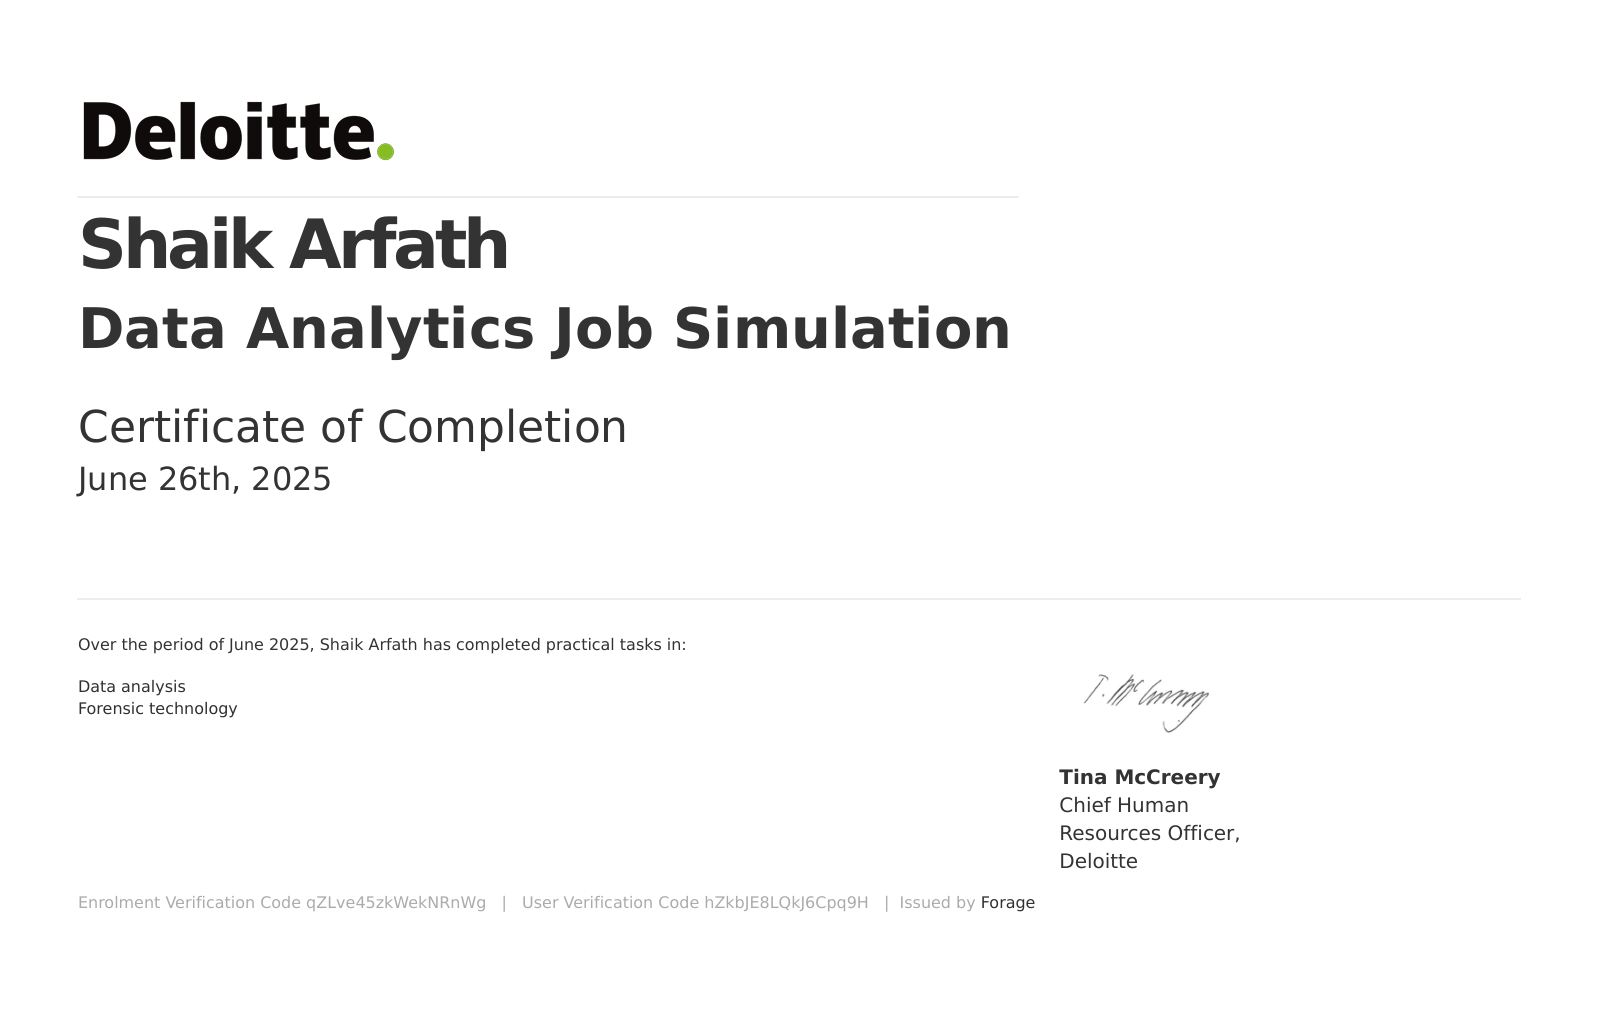 Deloitte.
Shaik Arfath
Data Analytics Job Simulation
Certificate of Completion
June 26th, 2025
Over the period of June 2025, Shaik Arfath has completed practical tasks in:
Data analysis
Forensic technology
T. McCreery
Tina McCreery
Chief Human
Resources Officer,
Deloitte
Enrolment Verification Code qZLve45zkWekNRnWg | User Verification Code hZkbJE8LQkJ6Cpq9H | Issued by Forage